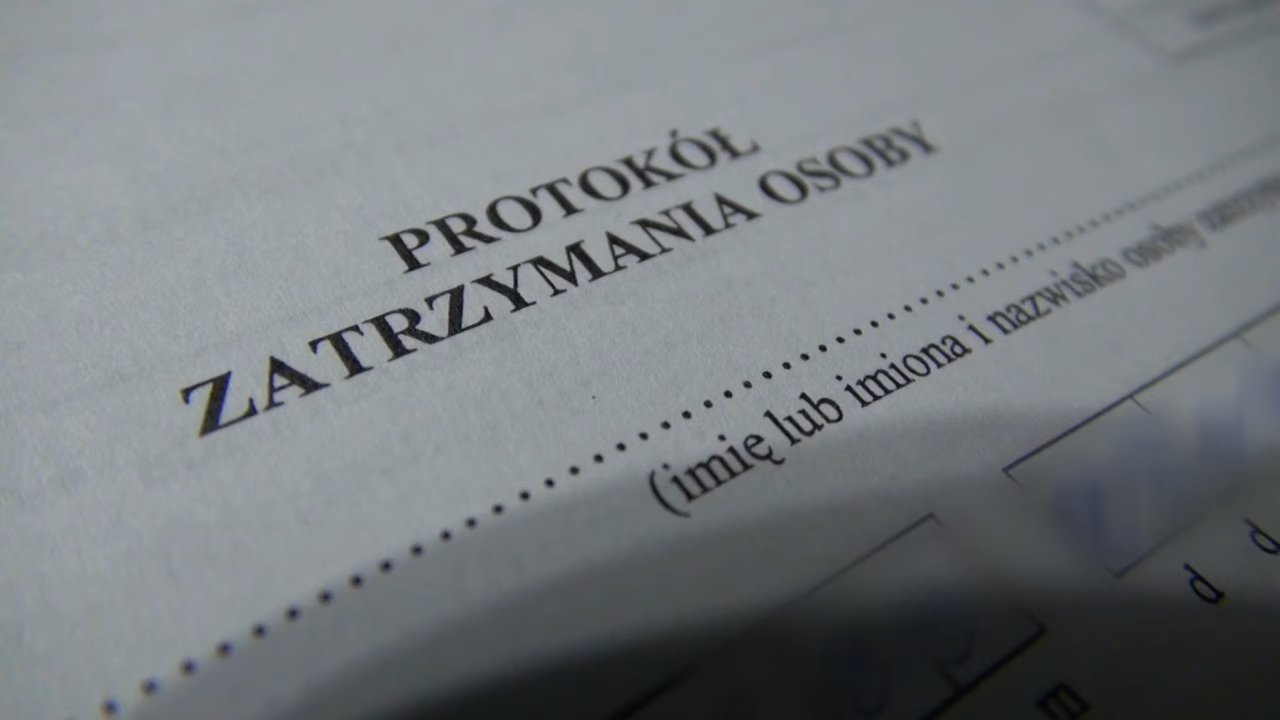 PROTOKÓŁ
ZATRZYMANIA OSOBY
(imię lub imiona i nazwisko osoby
d d
m